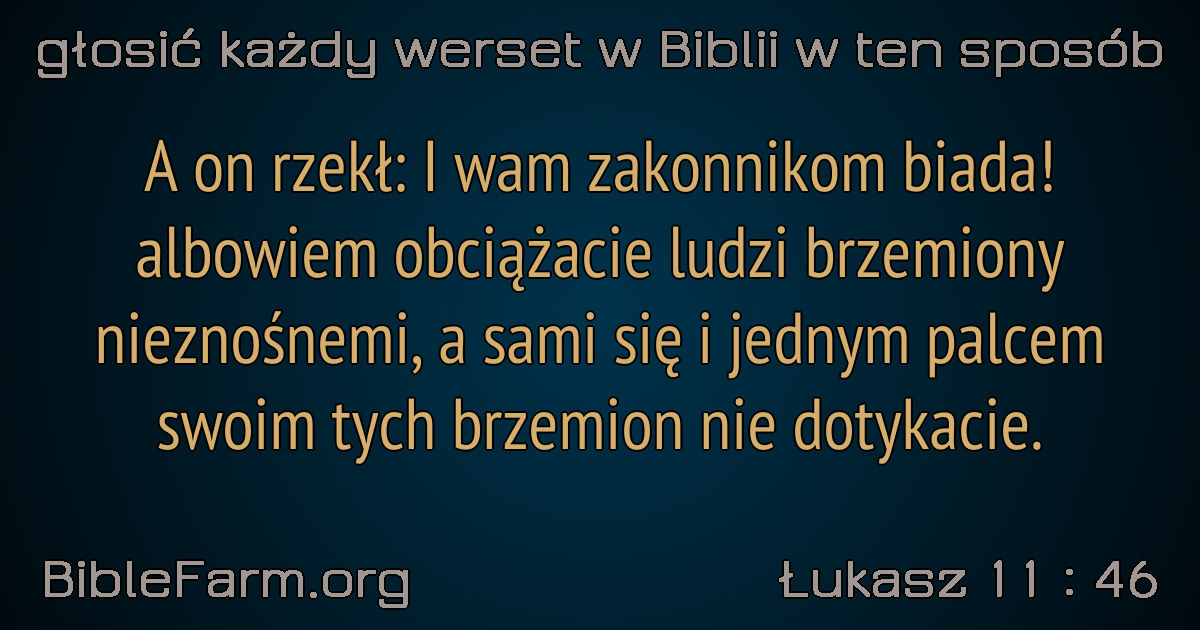 głosić każdy werset w Biblii w ten sposób
A on rzekł: I wam zakonnikom biada!
albowiem obciążacie ludzi brzemiony
nieznośnemi, a sami się i jednym palcem
swoim tych brzemion nie dotykacie.
BibleFarm.org
Łukasz 11 : 46